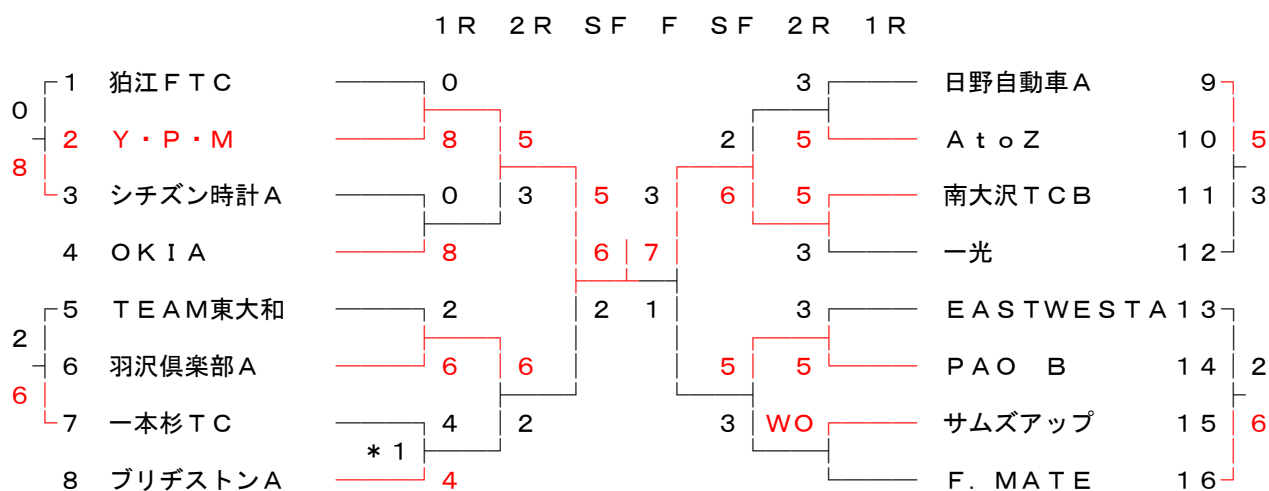 １Ｒ ２Ｒ ＳＦ Ｆ ＳＦ ２Ｒ １Ｒ
１ 狛江ＦＴＣ ０ ３ 日野自動車Ａ ９
０
２ Ｙ・Ｐ・Ｍ ８ ５ ２ ５ ＡｔｏＺ １０ ５
８
３ シチズン時計Ａ ０ ３ ５ ３ ６ ５ 南大沢ＴＣＢ １１ ３
４ ＯＫＩＡ ８ ６ ７ ３ 一光 １２
５ ＴＥＡＭ東大和 ２ ２ １ ３ ＥＡＳＴＷＥＳＴＡ １３
２
６ 羽沢倶楽部Ａ ６ ６ ５ ５ ＰＡＯ Ｂ １４ ２
６
７ 一本杉ＴＣ ４ ２ ３ ＷＯ サムズアップ １５ ６
＊１
８ ブリヂストンＡ ４ Ｆ．ＭＡＴＥ １６